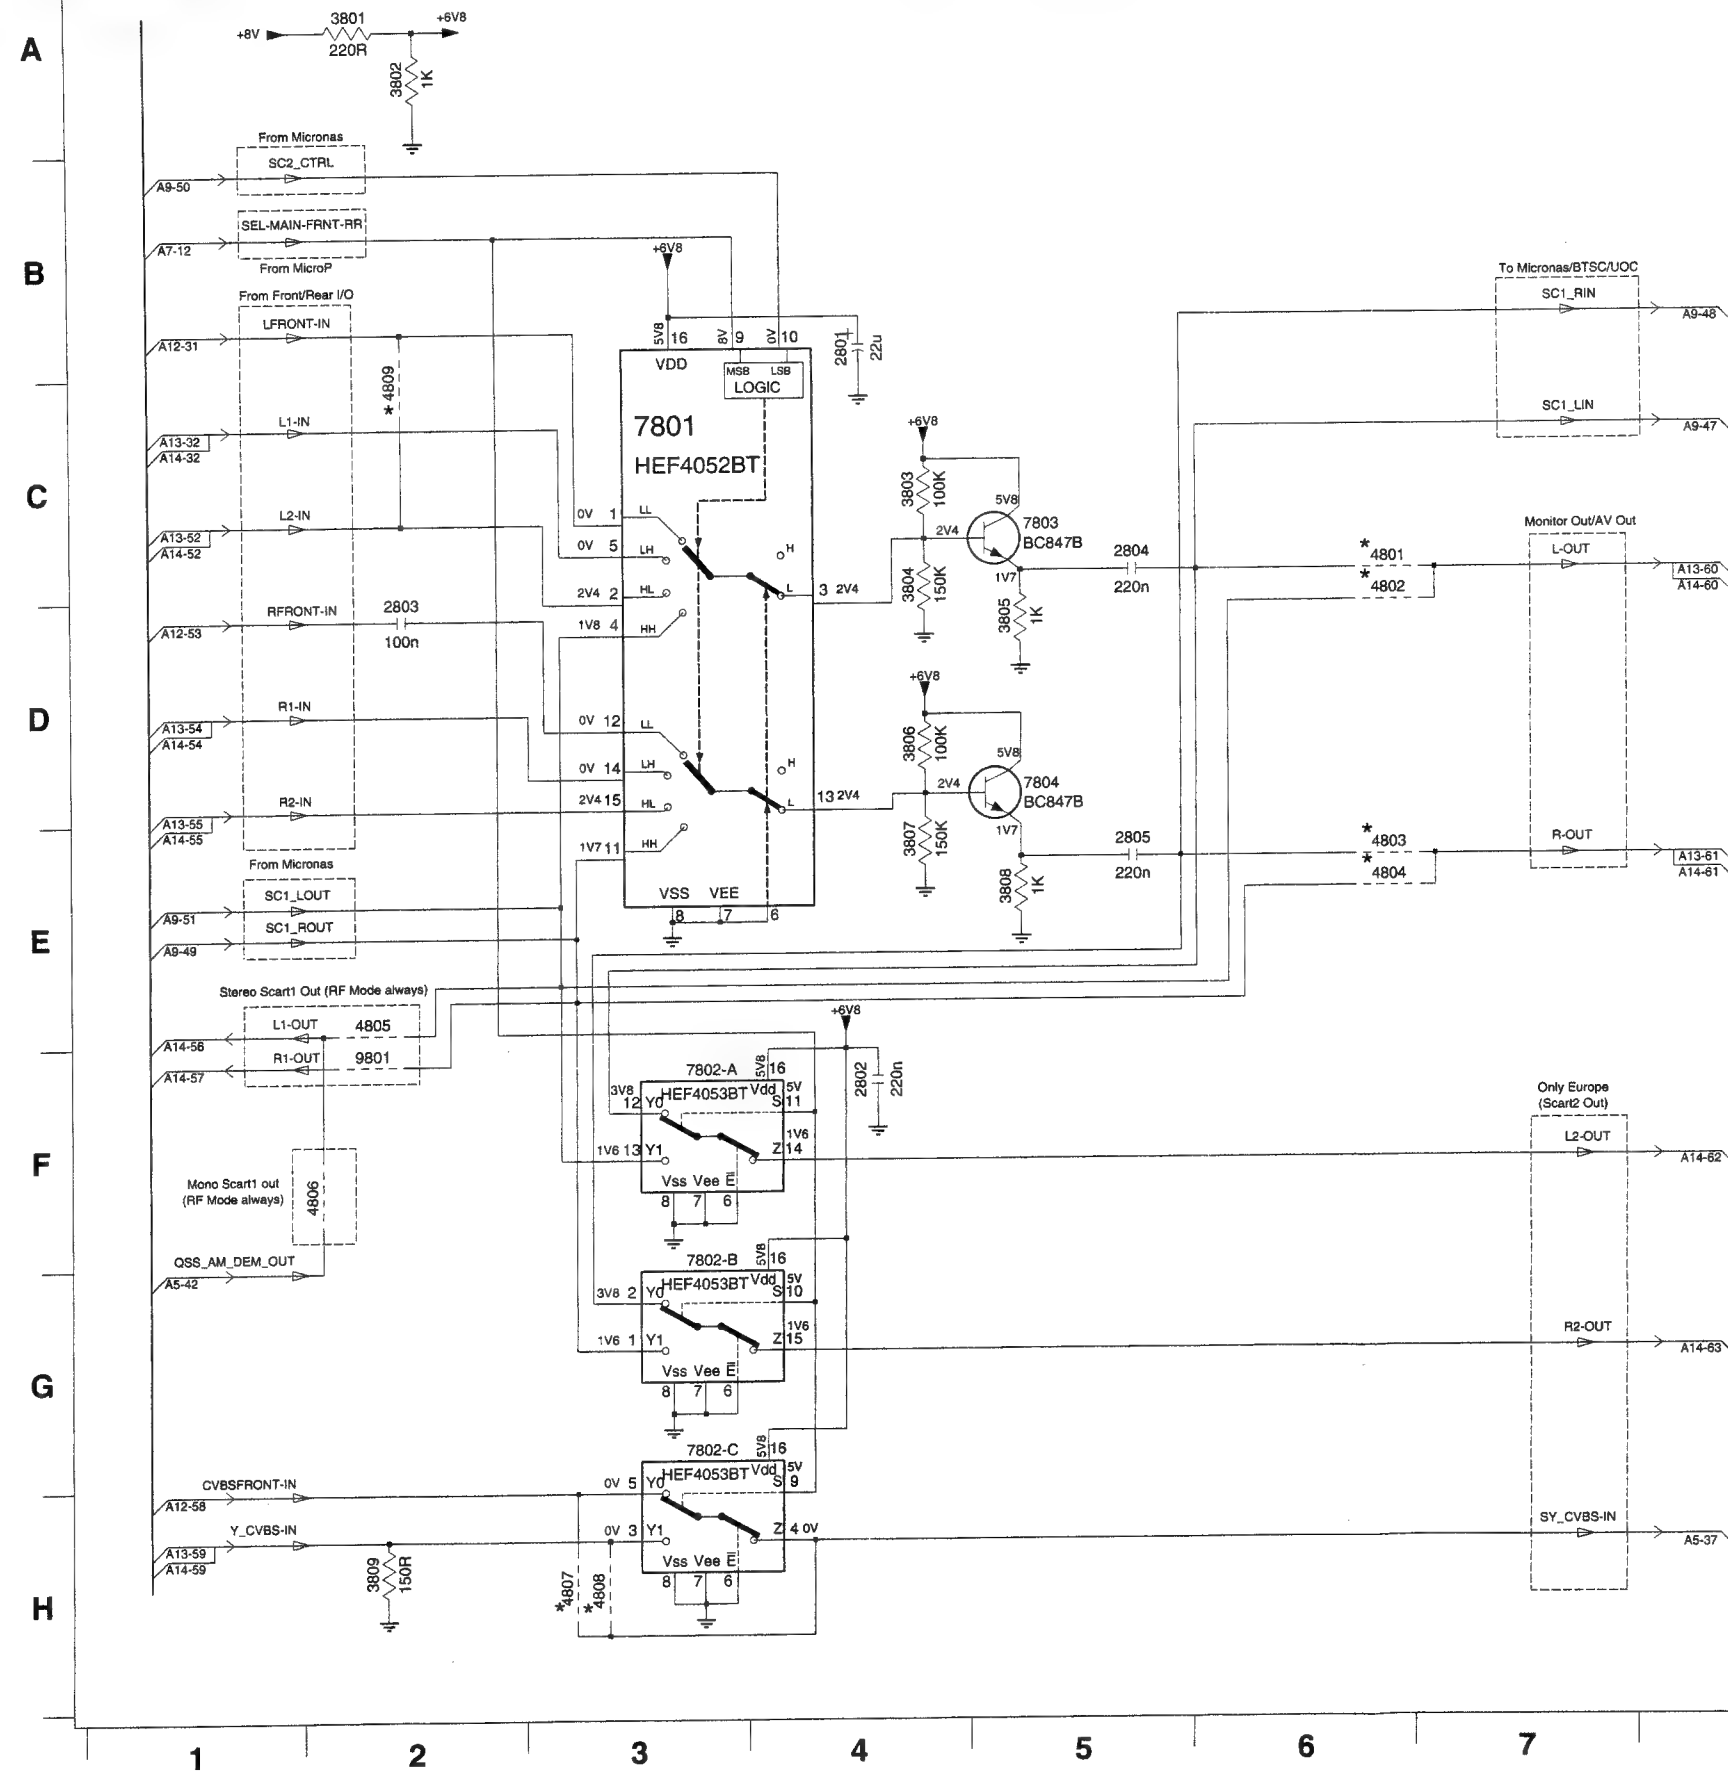 A
3801
+8V
+6V8
220R
3802
1K
From Micronas
SC2_CTRL
A9-50
SEL-MAIN-FRNT-RR
A7-12
From MicroP
B
+6V8
From Front/Rear I/O
LFRONT-IN
A12-31
* 4809
5V8 16 8V 9 0V 10
VDD
MSB LSB
LOGIC
2801 +
22u
To Micronas/BTSC/UOC
SC1_RIN
A9-48
SC1_LIN
A9-47
L1-IN
A13-32
A14-32
7801
HEF4052BT
C
L2-IN
A13-52
A14-52
0V 1 LL
0V 5 LH
2V4 2 HL
1V8 4 HH
H
L 3 2V4
+6V8
3803
100K
5V8
7803
BC847B
2V4
1V7
3804
150K
3805
1K
2804
220n
*
4801
*
4802
Monitor Out/AV Out
L-OUT
A13-60
A14-60
RFRONT-IN
A12-53
2803
100n
D
R1-IN
A13-54
A14-54
R2-IN
A13-55
A14-55
0V 12 LL
0V 14 LH
2V4 15 HL
1V7 11 HH
H
L 13 2V4
+6V8
3806
100K
5V8
7804
BC847B
2V4
1V7
3807
150K
3808
1K
2805
220n
*
4803
*
4804
R-OUT
A13-61
A14-61
VSS VEE
8 7 6
E
From Micronas
SC1_LOUT
A9-51
SC1_ROUT
A9-49
Stereo Scart1 Out (RF Mode always)
L1-OUT 4805
A14-56
R1-OUT 9801
A14-57
+6V8
2802
220n
7802-A
5V8 16
HEF4053BT Vdd 5V
S 11
3V8
12 Y0
1V6 13 Y1
1V6
Z 14
Vss Vee E
8 7 6
F
Mono Scart1 out
(RF Mode always)
4806
QSS_AM_DEM_OUT
A5-42
Only Europe
(Scart2 Out)
L2-OUT
A14-62
7802-B
5V8 16
HEF4053BT Vdd 5V
S 10
3V8 2 Y0
1V6 1 Y1
1V6
Z 15
Vss Vee E
8 7 6
R2-OUT
A14-63
G
7802-C
5V8 16
HEF4053BT Vdd 5V
S 9
CVBSFRONT-IN
A12-58
0V 5 Y0
Y_CVBS-IN
A13-59
A14-59
0V 3 Y1
Z 4 0V
Vss Vee E
8 7 6
SY_CVBS-IN
A5-37
3809
150R
*4807
*4808
H
1 2 3 4 5 6 7